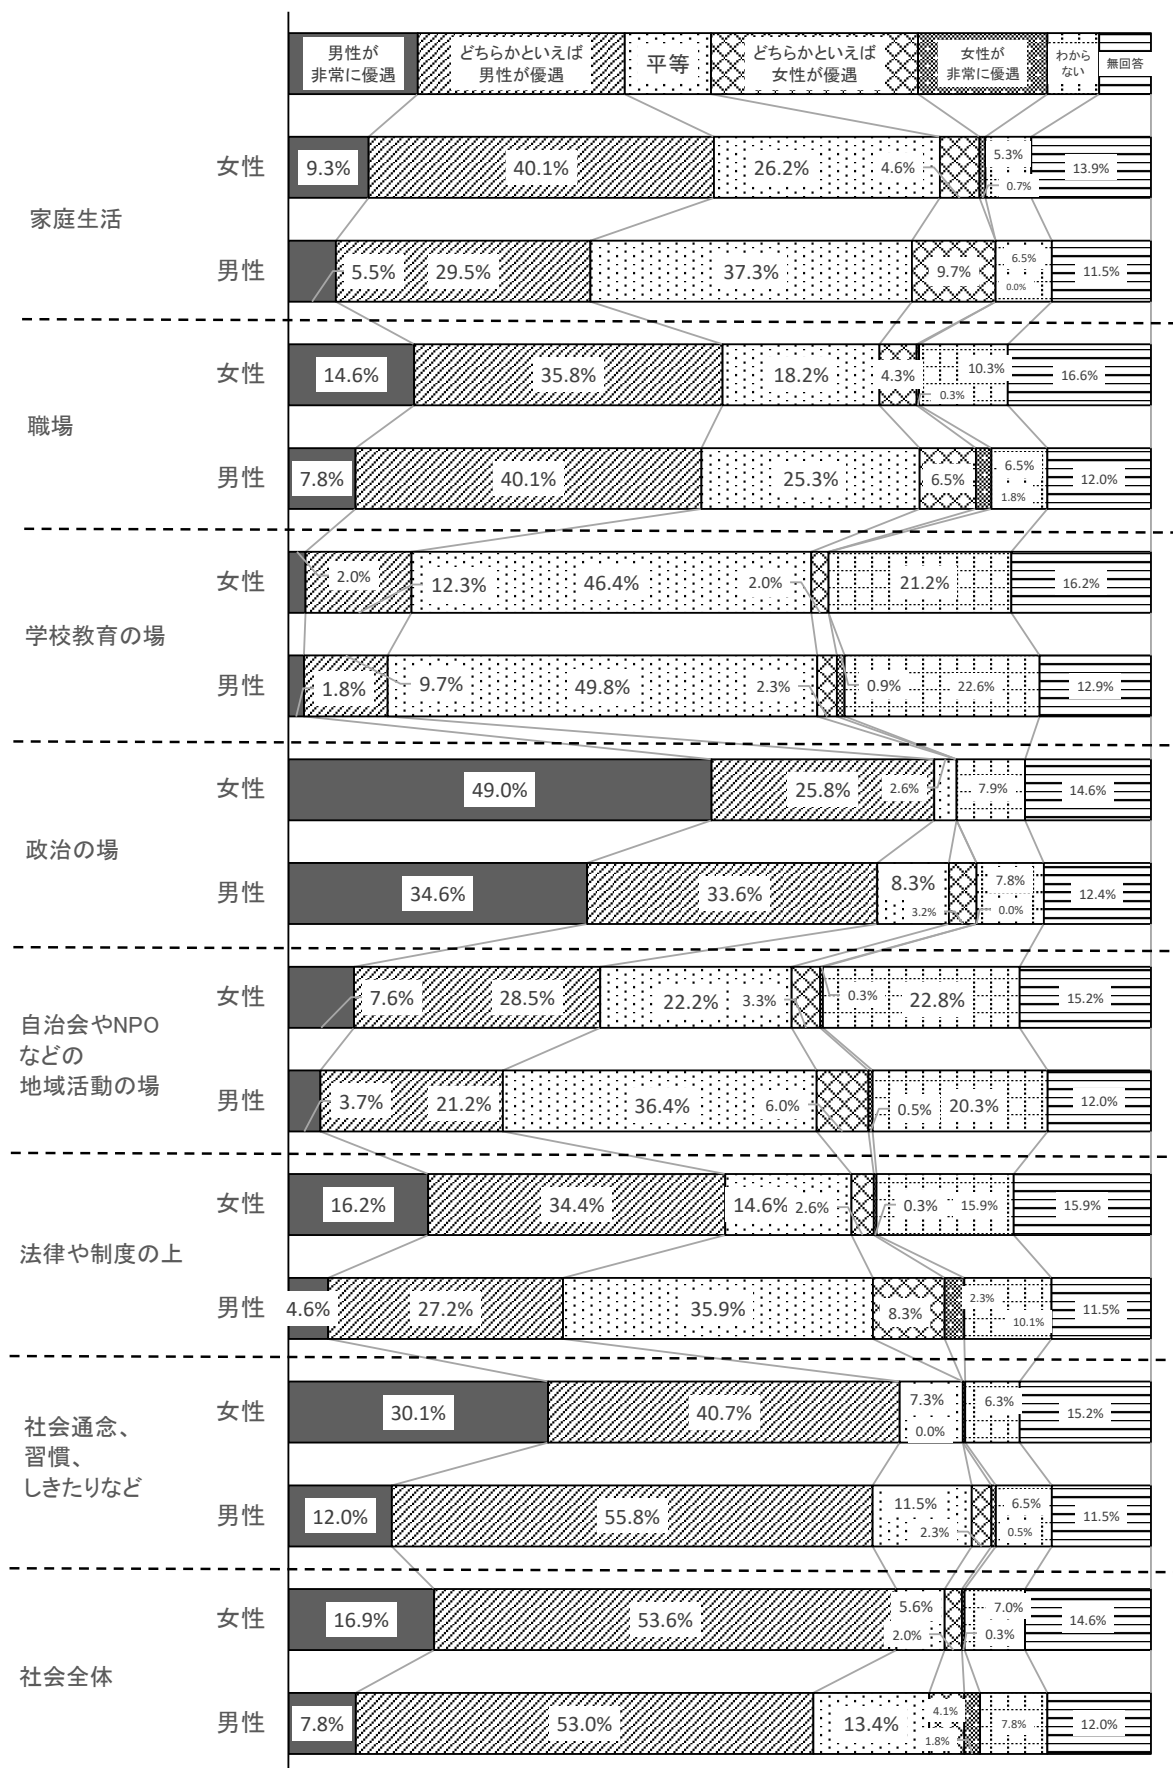 男性が
非常に優遇
どちらかといえば
男性が優遇
平等
どちらかといえば
女性が優遇
女性が
非常に優遇
わから
ない
無回答
家庭生活
女性
9.3%
40.1%
26.2%
4.6%
0.7%
5.3%
13.9%
男性
5.5%
29.5%
37.3%
9.7%
0.0%
6.5%
11.5%
職場
女性
14.6%
35.8%
18.2%
4.3%
0.3%
10.3%
16.6%
男性
7.8%
40.1%
25.3%
6.5%
1.8%
6.5%
12.0%
学校教育の場
女性
2.0%
12.3%
46.4%
2.0%
21.2%
16.2%
男性
1.8%
9.7%
49.8%
2.3%
0.9%
22.6%
12.9%
政治の場
女性
49.0%
25.8%
2.6%
7.9%
14.6%
男性
34.6%
33.6%
8.3%
3.2%
0.0%
7.8%
12.4%
自治会やNPO
などの
地域活動の場
女性
7.6%
28.5%
22.2%
3.3%
0.3%
22.8%
15.2%
男性
3.7%
21.2%
36.4%
6.0%
0.5%
20.3%
12.0%
法律や制度の上
女性
16.2%
34.4%
14.6%
2.6%
0.3%
15.9%
15.9%
男性
4.6%
27.2%
35.9%
8.3%
2.3%
10.1%
11.5%
社会通念、
習慣、
しきたりなど
女性
30.1%
40.7%
7.3%
0.0%
6.3%
15.2%
男性
12.0%
55.8%
11.5%
2.3%
0.5%
6.5%
11.5%
社会全体
女性
16.9%
53.6%
5.6%
2.0%
0.3%
7.0%
14.6%
男性
7.8%
53.0%
13.4%
4.1%
1.8%
7.8%
12.0%